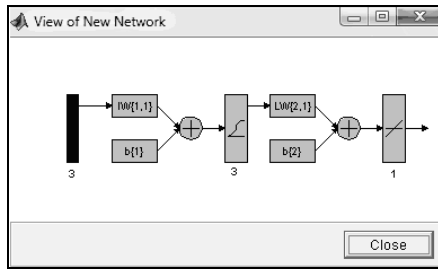 View of New Network
IW{1,1}
LW{2,1}
b{1}
b{2}
3
3
1
Close